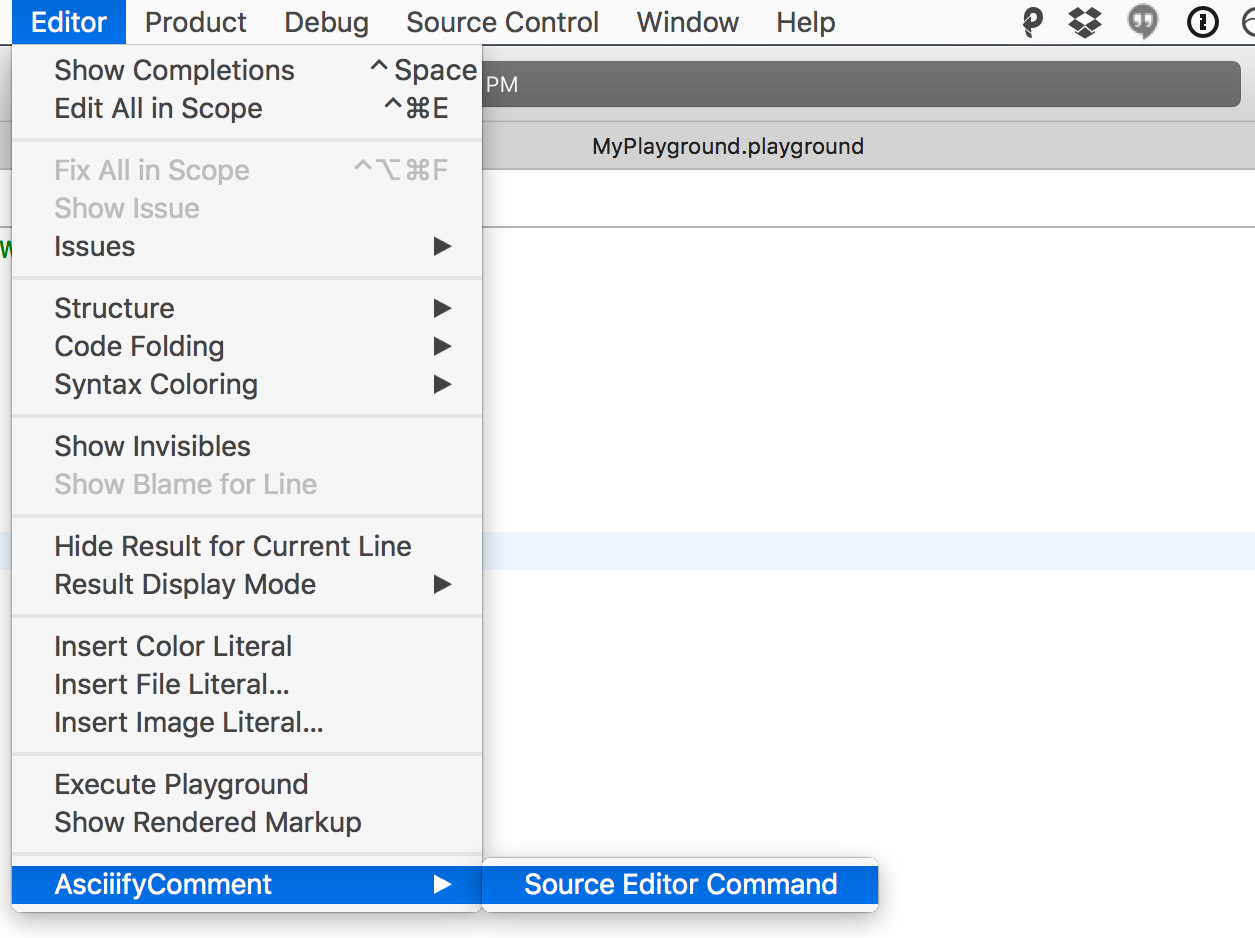 Editor Product Debug Source Control Window Help
PM
MyPlayground.playground
Show Completions ^ Space
Edit All in Scope ^⌘E
Fix All in Scope ^⌥⌘F
Show Issue
Issues ▶
Structure ▶
Code Folding ▶
Syntax Coloring ▶
Show Invisibles
Show Blame for Line
Hide Result for Current Line
Result Display Mode ▶
Insert Color Literal
Insert File Literal...
Insert Image Literal...
Execute Playground
Show Rendered Markup
AsciiifyComment ▶ Source Editor Command